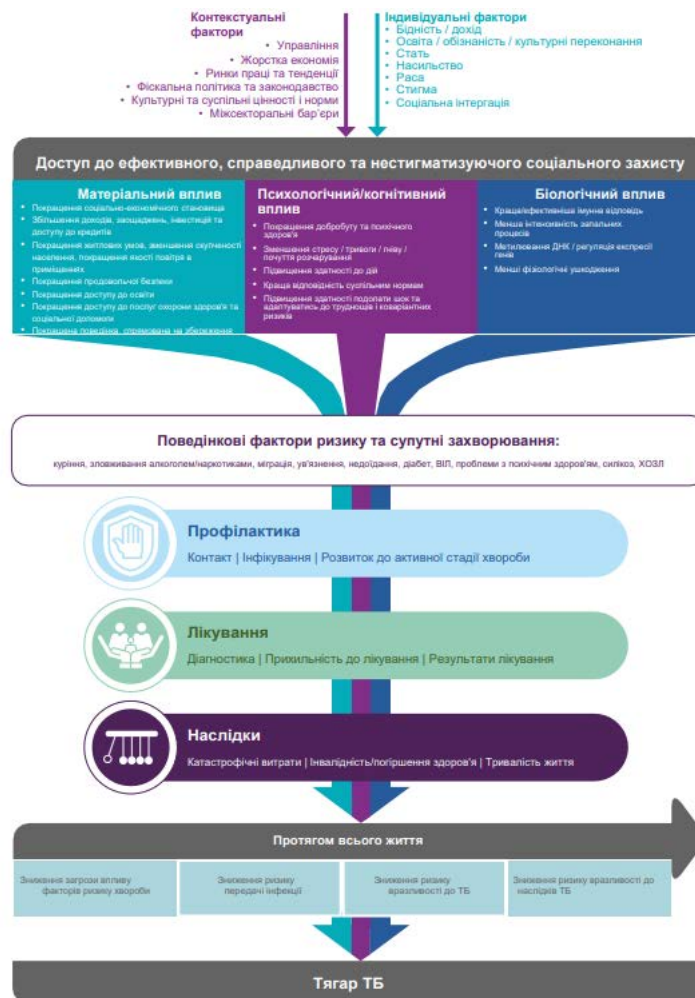 Контекстуальні
фактори
• Управління
• Жорстка економія
• Ринки праці та тенденції
• Фіскальна політика та законодавство
• Культурні та суспільні цінності і норми
• Міжсекторальні бар'єри
Індивідуальні фактори
• Бідність / дохід
• Освіта / обізнаність / культурні переконання
• Стать
• Насильство
• Раса
• Стигма
• Соціальна інтергація
Доступ до ефективного, справедливого та нестигматизуючого соціального захисту
Матеріальний вплив
• Покращення соціально-економічного становища
• Збільшення доходів, заощаджень, інвестицій та
доступу до кредитів
• Покращення житлових умов, зменшення скупченості
населення, покращення якості повітря в
приміщеннях
• Покращення продовольчої безпеки
• Покращення доступу до освіти
• Покращення доступу до послуг охорони здоров'я та
соціальної допомоги
• Покращена поведінка, спрямована на збереження
Психологічний/когнітивний
вплив
• Покращення добробуту та психічного
здоров'я
• Зменшення стресу / тривоги / гніву /
почуття розчарування
• Підвищення здатності до дій
• Краща відповідність суспільним нормам
• Підвищення здатності подолати шок та
адаптуватись до труднощів і коваріантних
ризиків
Біологічний вплив
• Краща/ефективніша імунна відповідь
• Менша інтенсивність запальних
процесів
• Метилювання ДНК / регуляція експресії
генів
• Менші фізіологічні ушкодження
Поведінкові фактори ризику та супутні захворювання:
куріння, зловживання алкоголем/наркотиками, міграція, ув'язнення, недоїдання, діабет, ВІЛ, проблеми з психічним здоров'ям, силікоз, ХОЗЛ
Профілактика
Контакт | Інфікування | Розвиток до активної стадії хвороби
Лікування
Діагностика | Прихильність до лікування | Результати лікування
Наслідки
Катастрофічні витрати | Інвалідність/погіршення здоров'я | Тривалість життя
Протягом всього життя
Зниження загрози впливу
факторів ризику хвороби
Зниження ризику
передачі інфекції
Зниження ризику
вразливості до ТБ
Зниження ризику вразливості до
наслідків ТБ
Тягар ТБ